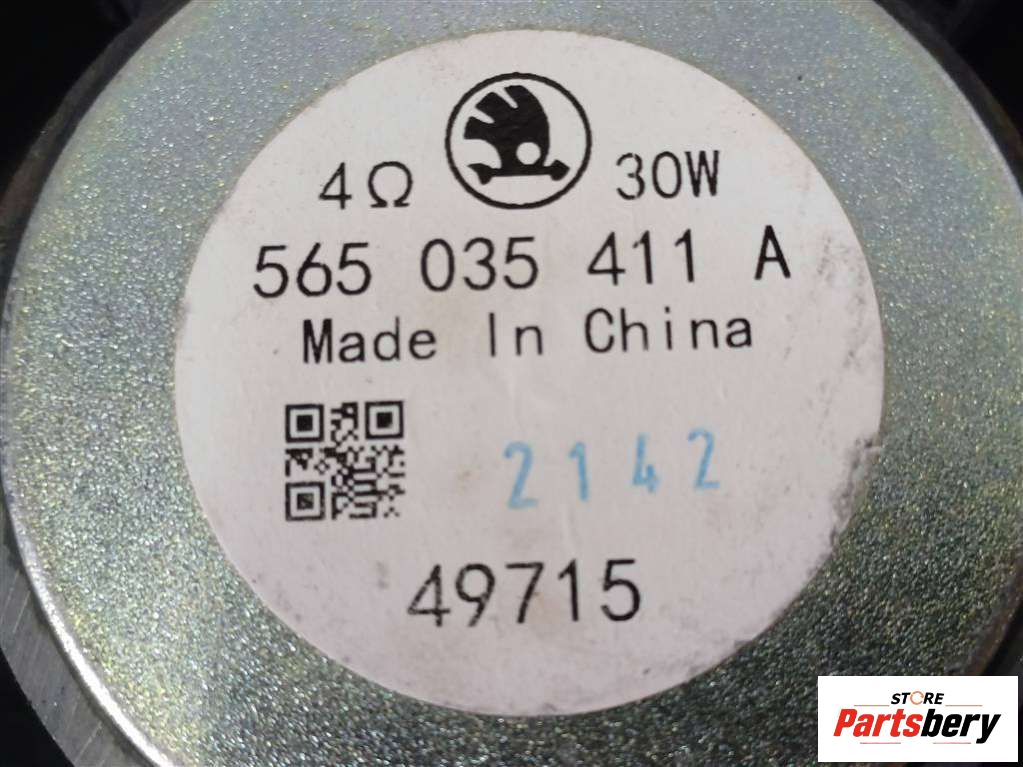 4Ω 30W
565 035 411 A
Made In China
2142
49715
STORE
Partsbery